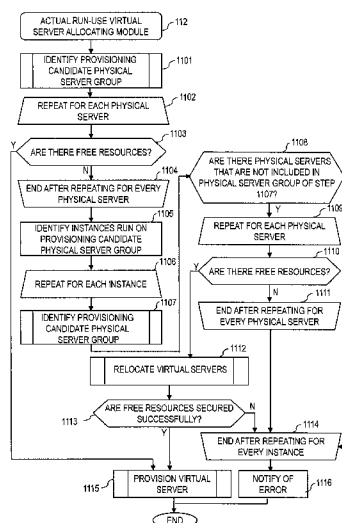 ACTUAL RUN-USE VIRTUAL
SERVER ALLOCATING MODULE
112
IDENTIFY PROVISIONING
CANDIDATE PHYSICAL
SERVER GROUP
1101
REPEAT FOR EACH PHYSICAL
SERVER
1102
ARE THERE FREE RESOURCES?
1103
Y
N
END AFTER REPEATING FOR EVERY
PHYSICAL SERVER
1104
IDENTIFY INSTANCES RUN ON
PROVISIONING CANDIDATE
PHYSICAL SERVER GROUP
1105
REPEAT FOR EACH INSTANCE
1106
IDENTIFY PROVISIONING
CANDIDATE PHYSICAL
SERVER GROUP
1107
ARE THERE PHYSICAL SERVERS
THAT ARE NOT INCLUDED IN
PHYSICAL SERVER GROUP OF STEP
1107?
1108
Y
REPEAT FOR EACH PHYSICAL
SERVER
1109
ARE THERE FREE RESOURCES?
1110
Y
N
END AFTER REPEATING FOR
EVERY PHYSICAL SERVER
1111
RELOCATE VIRTUAL SERVERS
1112
ARE FREE RESOURCES SECURED
SUCCESSFULLY?
1113
N
Y
END AFTER REPEATING FOR
EVERY INSTANCE
1114
PROVISION VIRTUAL
SERVER
1115
NOTIFY OF
ERROR
1116
END